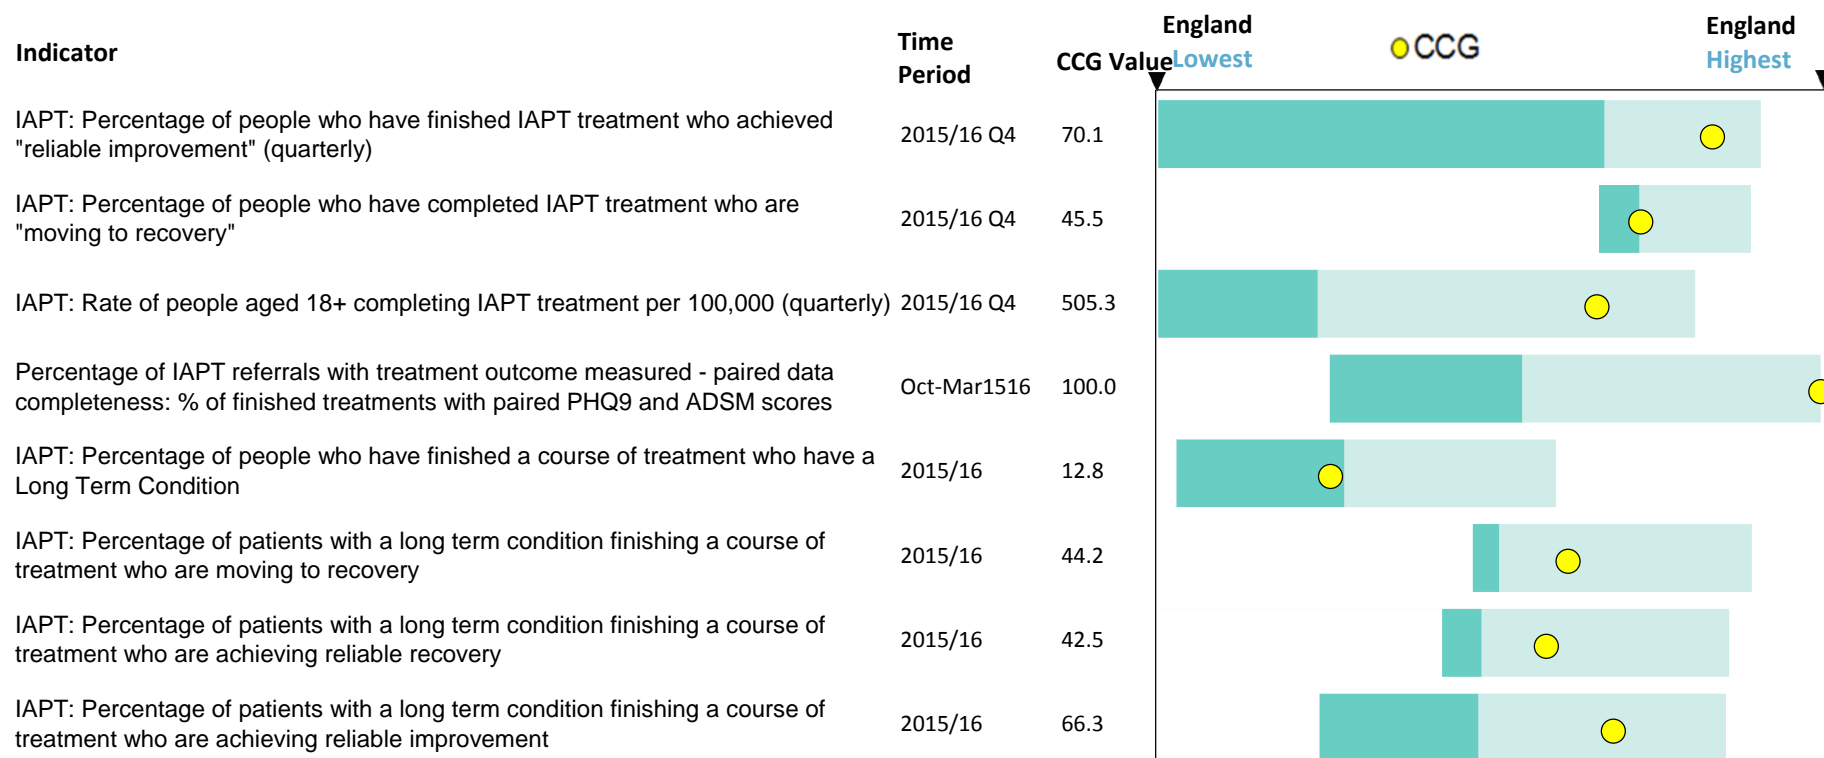 Indicator
Time
Period
CCG Value
England
Lowest
CCG
England
Highest
IAPT: Percentage of people who have finished IAPT treatment who achieved
"reliable improvement" (quarterly)
2015/16 Q4
70.1
IAPT: Percentage of people who have completed IAPT treatment who are
"moving to recovery"
2015/16 Q4
45.5
IAPT: Rate of people aged 18+ completing IAPT treatment per 100,000 (quarterly)
2015/16 Q4
505.3
Percentage of IAPT referrals with treatment outcome measured - paired data
completeness: % of finished treatments with paired PHQ9 and ADSM scores
Oct-Mar1516
100.0
IAPT: Percentage of people who have finished a course of treatment who have a
Long Term Condition
2015/16
12.8
IAPT: Percentage of patients with a long term condition finishing a course of
treatment who are moving to recovery
2015/16
44.2
IAPT: Percentage of patients with a long term condition finishing a course of
treatment who are achieving reliable recovery
2015/16
42.5
IAPT: Percentage of patients with a long term condition finishing a course of
treatment who are achieving reliable improvement
2015/16
66.3